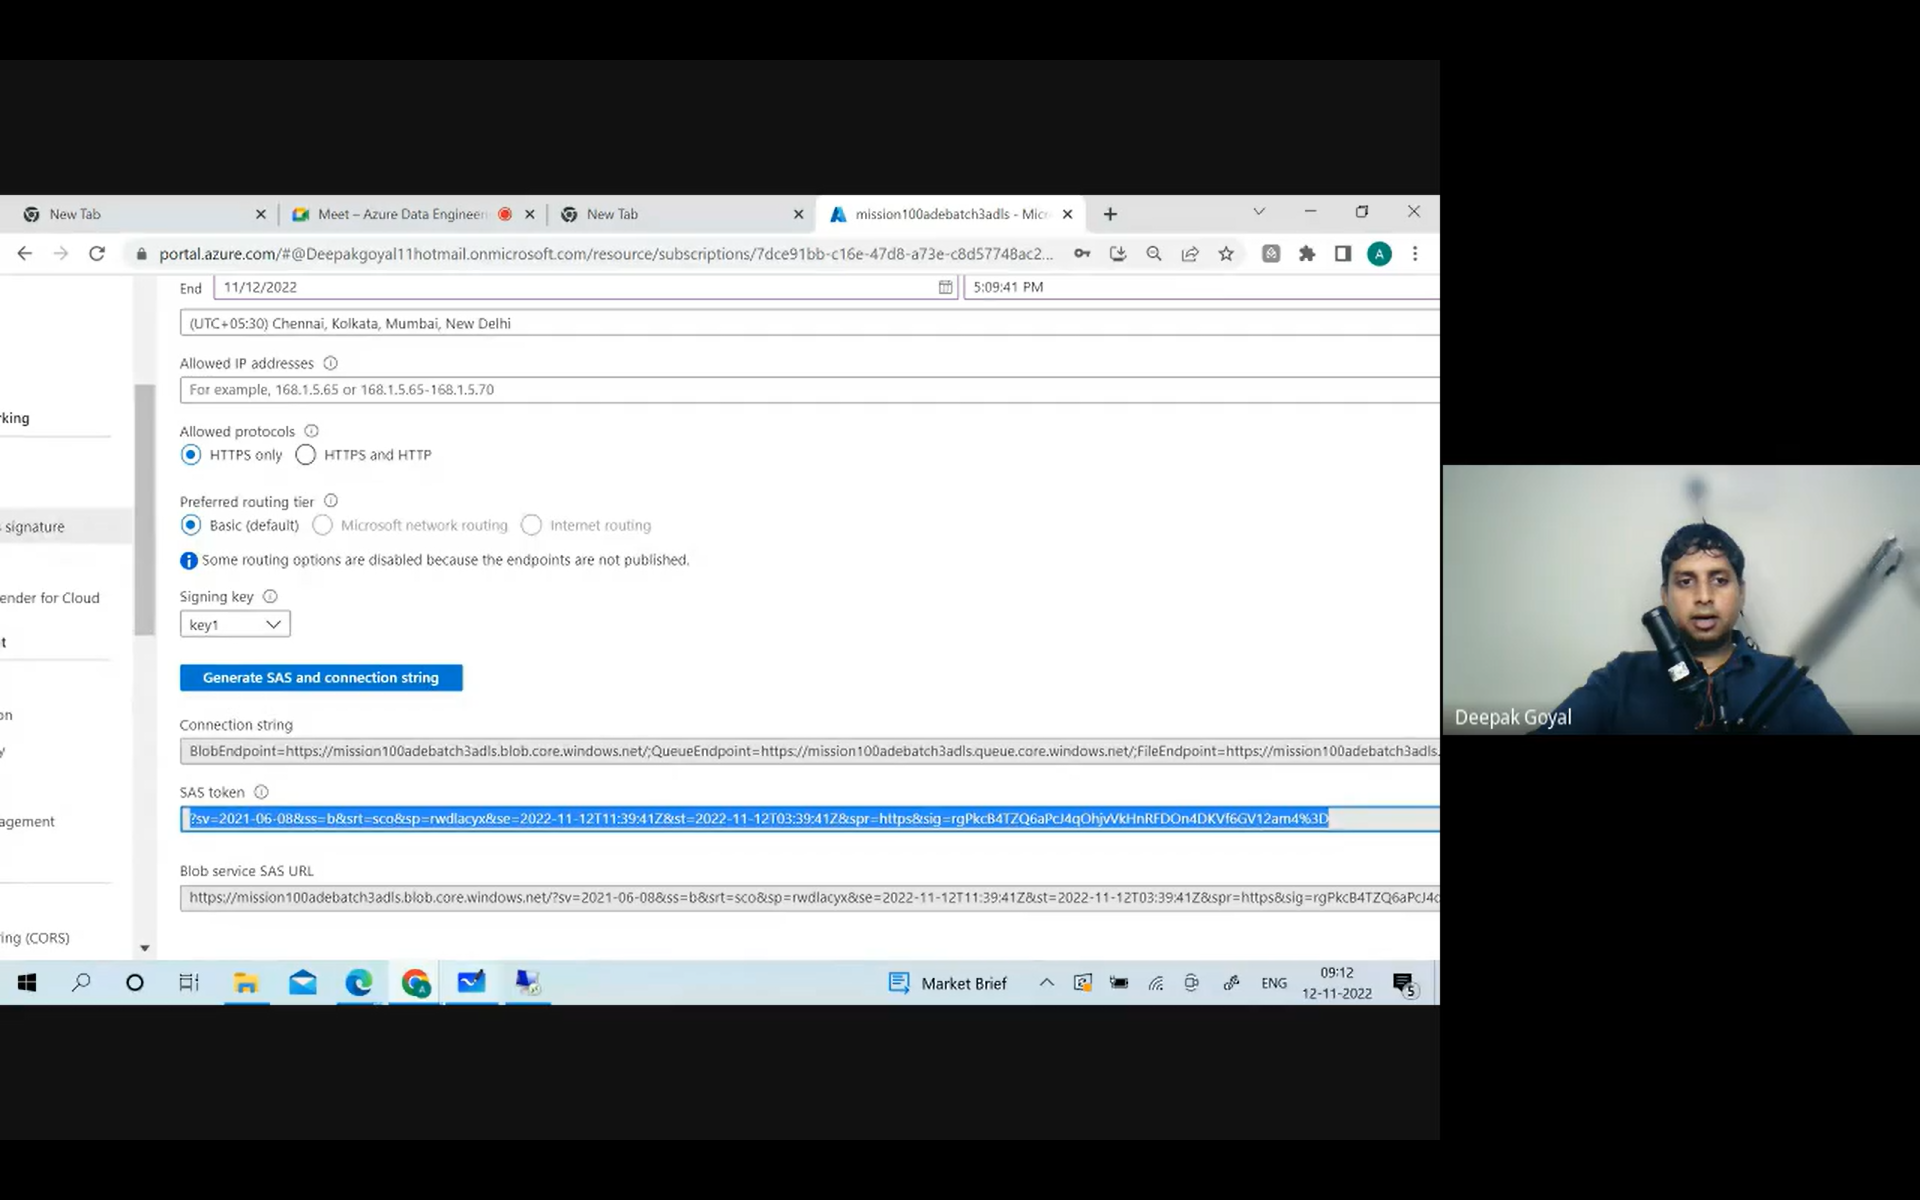 New Tab
Meet – Azure Data Engineer
New Tab
mission100adebatch3adls - Micr
portal.azure.com/#@Deepakgoyal11hotmail.onmicrosoft.com/resource/subscriptions/7dce91bb-c16e-47d8-a73e-c8d57748ac2...
A
End
11/12/2022
5:09:41 PM
(UTC+05:30) Chennai, Kolkata, Mumbai, New Delhi
Allowed IP addresses
For example, 168.1.5.65 or 168.1.5.65-168.1.5.70
rking
Allowed protocols
HTTPS only
HTTPS and HTTP
Preferred routing tier
Basic (default)
Microsoft network routing
Internet routing
s signature
Some routing options are disabled because the endpoints are not published.
ender for Cloud
Signing key
key1
t
Generate SAS and connection string
on
Connection string
y
BlobEndpoint=https://mission100adebatch3adls.blob.core.windows.net/;QueueEndpoint=https://mission100adebatch3adls.queue.core.windows.net/;FileEndpoint=https://mission100adebatch3adls.
SAS token
agement
?sv=2021-06-08&ss=b&srt=sco&sp=rwdlacyx&se=2022-11-12T11:39:41Z&st=2022-11-12T03:39:41Z&spr=https&sig=rgPkcB4TZQ6aPcJ4qOhjvVkHnRFDOn4DKVf6GV12am4%3D
Blob service SAS URL
https://mission100adebatch3adls.blob.core.windows.net/?sv=2021-06-08&ss=b&srt=sco&sp=rwdlacyx&se=2022-11-12T11:39:41Z&st=2022-11-12T03:39:41Z&spr=https&sig=rgPkcB4TZQ6aPcJ4q
ing (CORS)
Market Brief
ENG
09:12
12-11-2022
5
Deepak Goyal